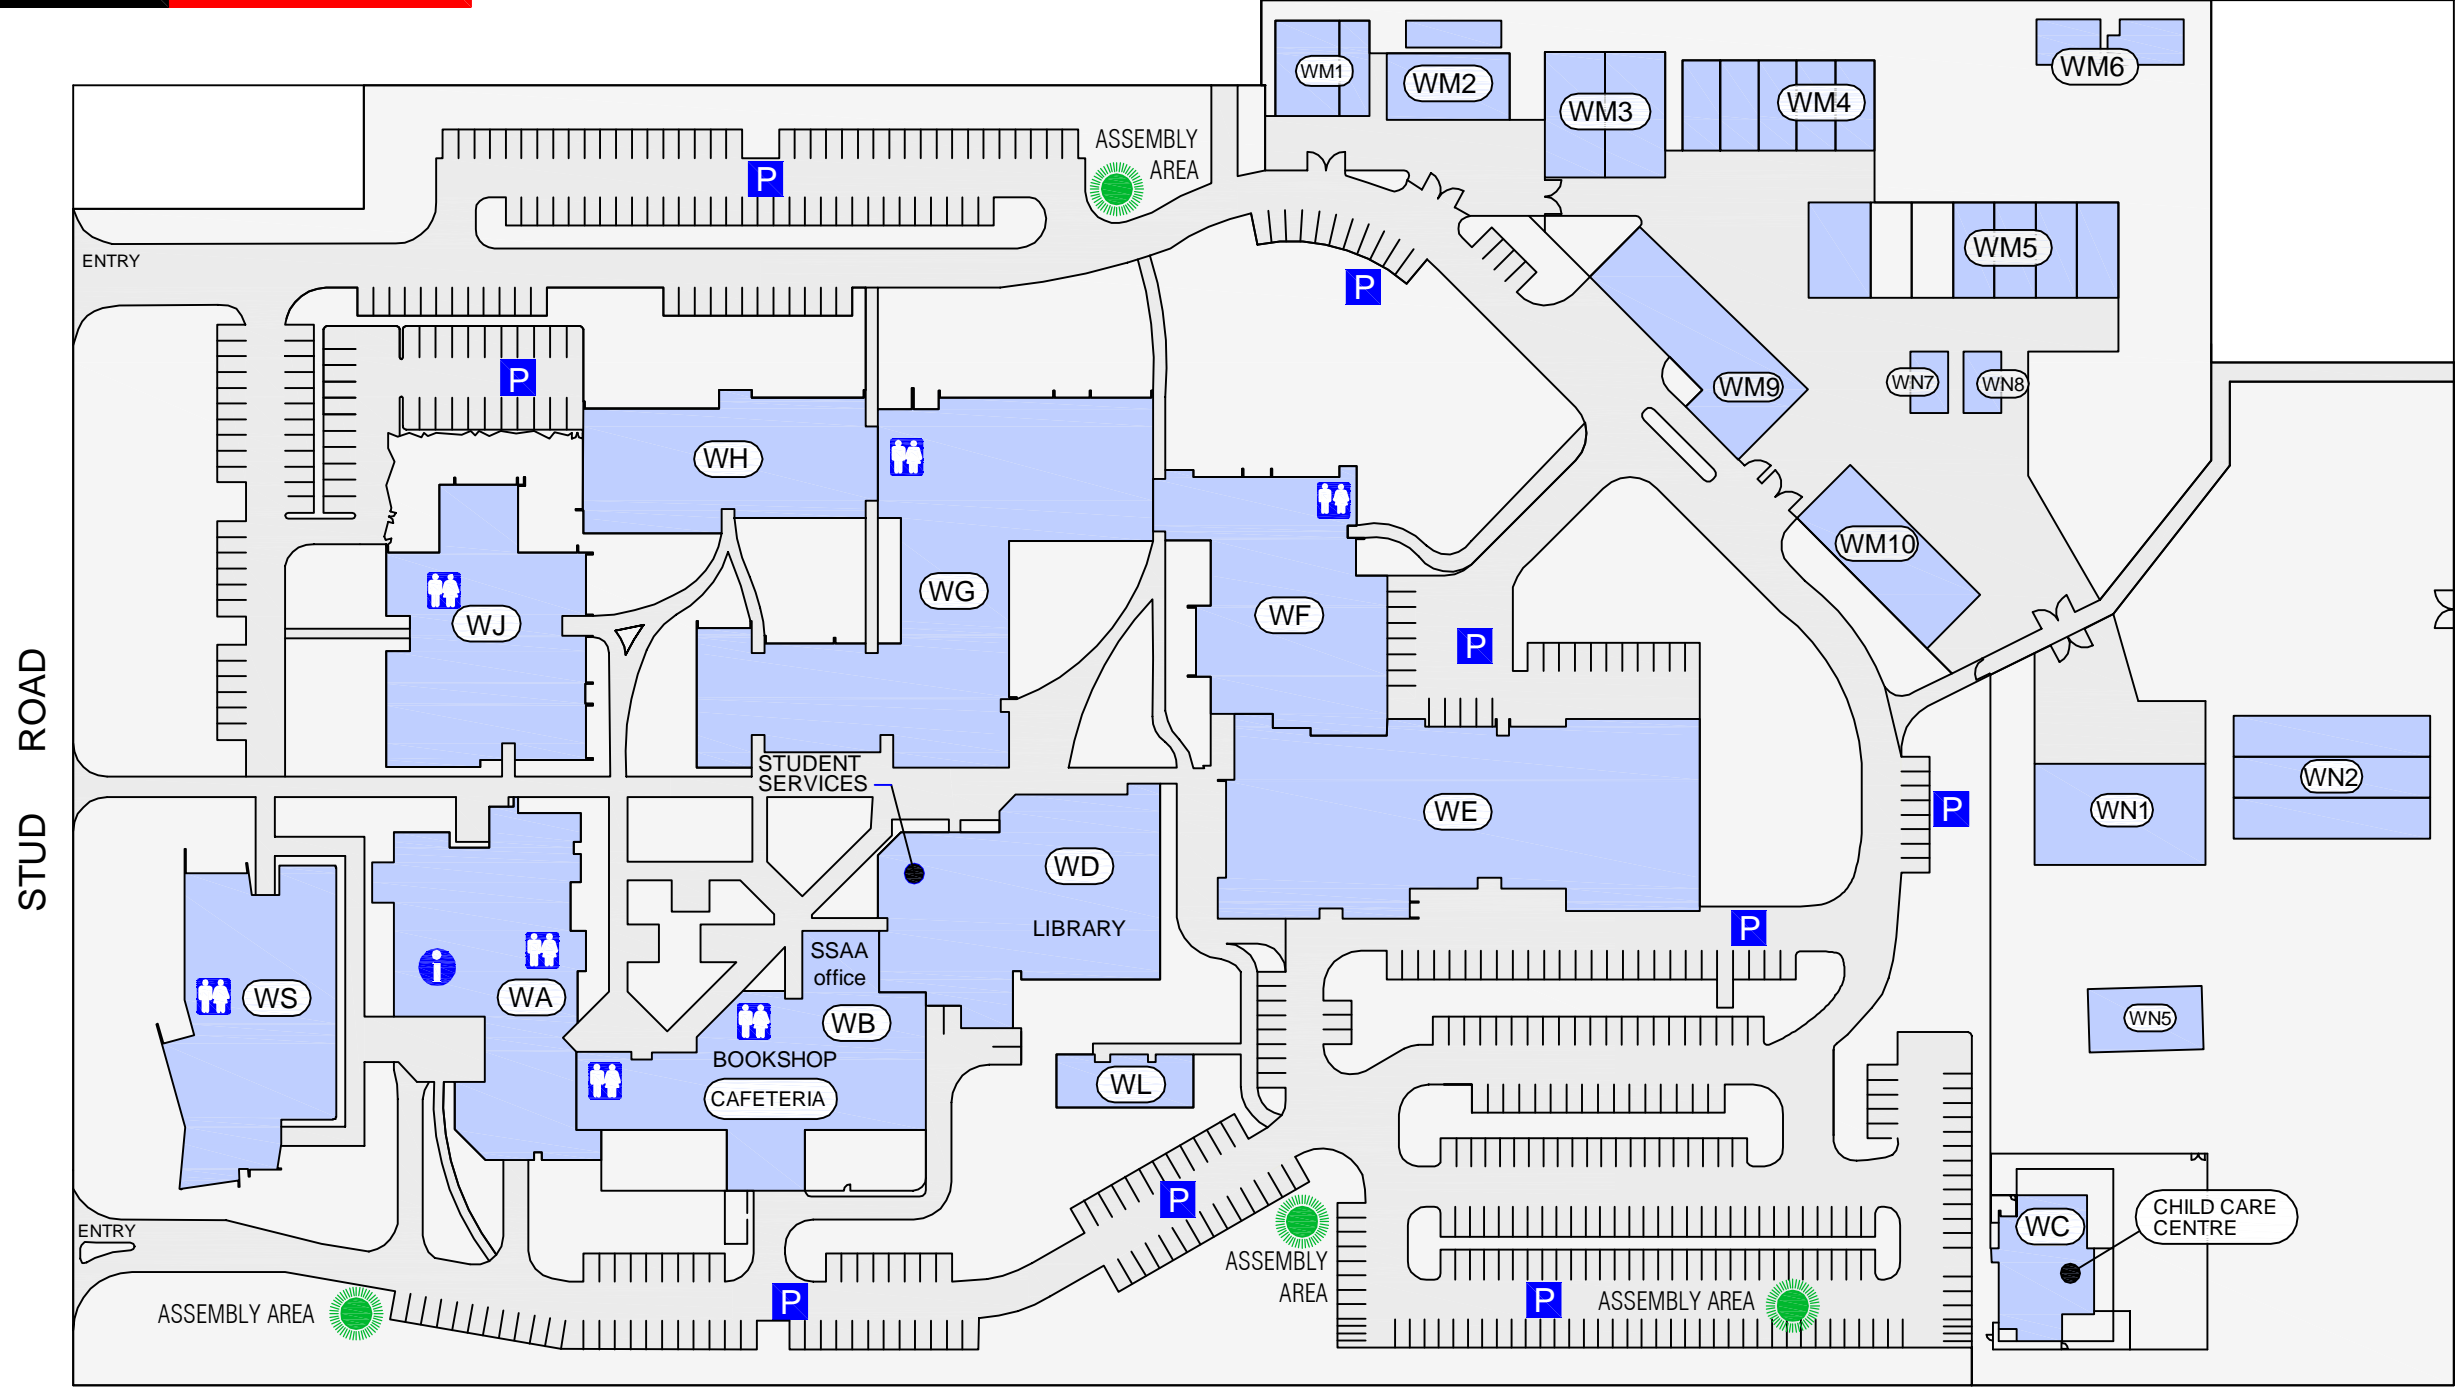 WM1
WM2
WM3
WM4
WM6
ASSEMBLY
AREA
P
ENTRY
WM5
P
P
WM9
WN7
WN8
WH
WM10
WG
WJ
WF
P
STUD ROAD
STUDENT
SERVICES
WE
P
WN1
WN2
WD
LIBRARY
P
SSAA
office
WS
i
WA
WB
BOOKSHOP
CAFETERIA
WL
WN5
P
ENTRY
ASSEMBLY
AREA
WC
CHILD CARE
CENTRE
ASSEMBLY AREA
P
P
ASSEMBLY AREA